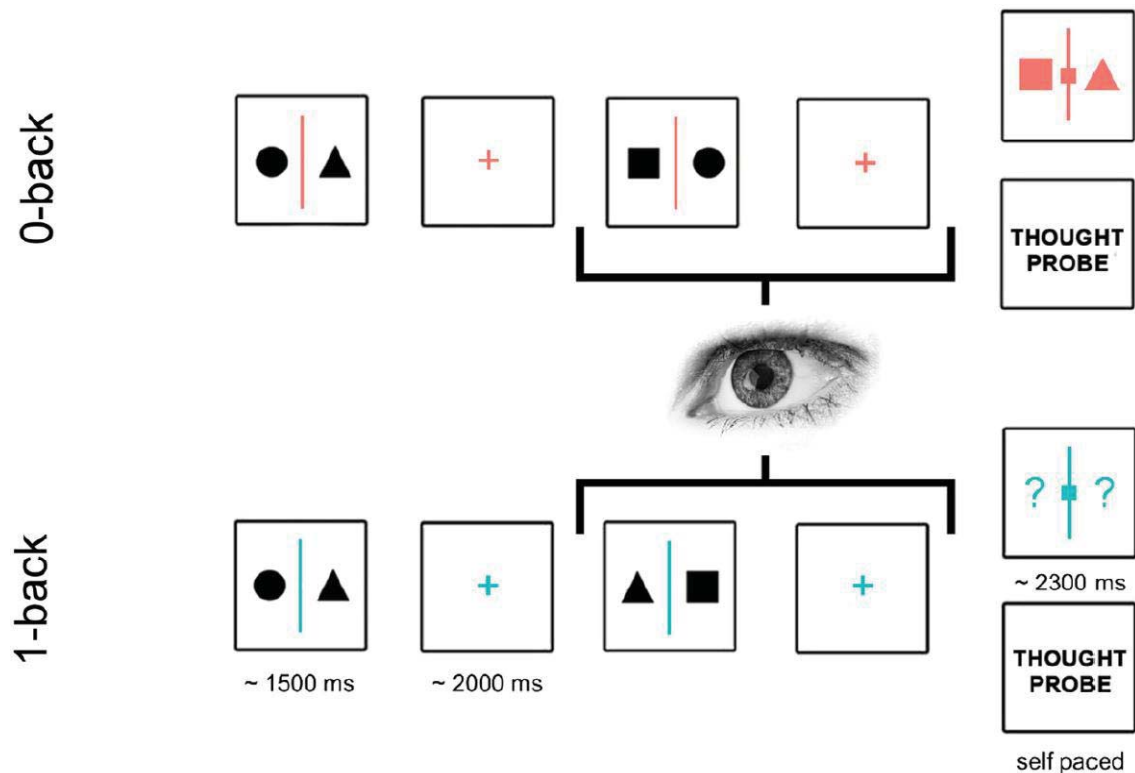 0-back
THOUGHT
PROBE
? ?
~ 2300 ms
1-back
~ 1500 ms
~ 2000 ms
THOUGHT
PROBE
self paced